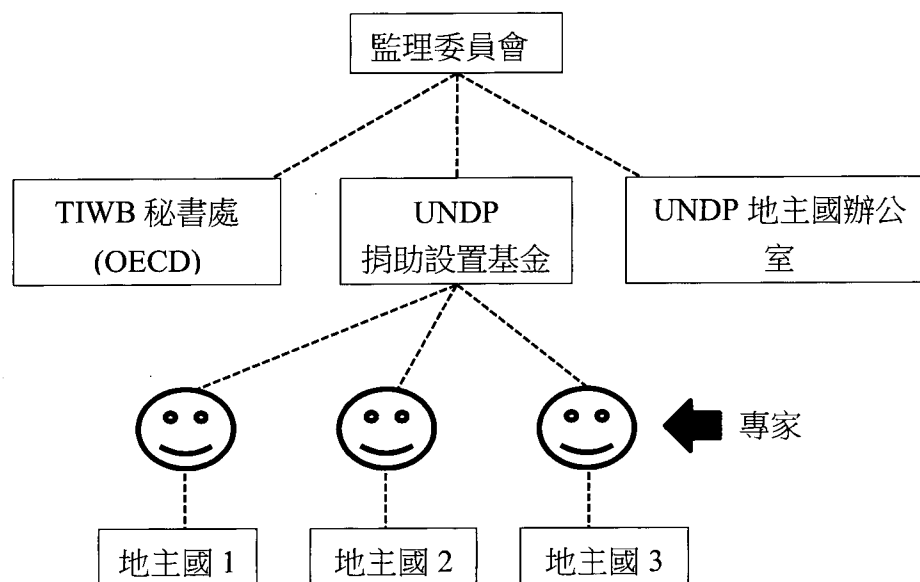 監理委員會
TIWB 秘書處
(OECD)
UNDP
捐助設置基金
UNDP 地主國辦公
室
專家
地主國 1
地主國 2
地主國 3